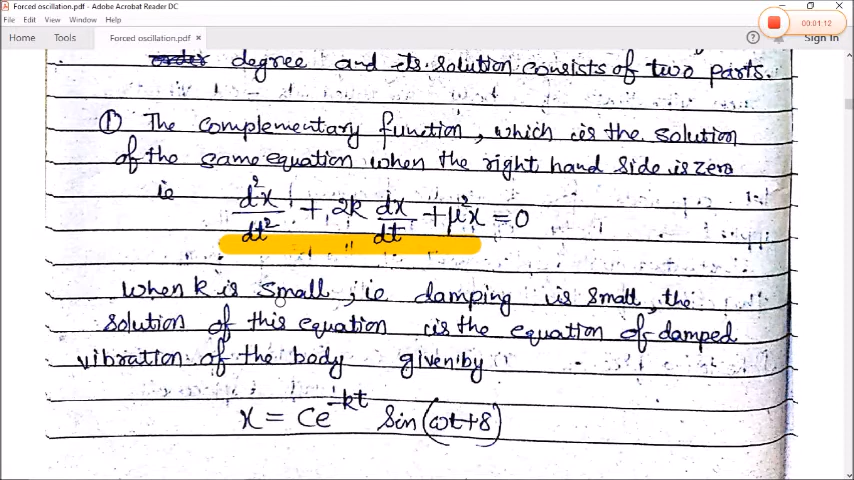 Forced oscillation.pdf - Adobe Acrobat Reader DC
File Edit View Window Help
00:01:12
Home Tools Forced oscillation.pdf × Sign In
degree and its solution consists of two parts.
① The complementary function, which is the solution
of the same equation when the right hand side is zero
ie d²x/dt² + 2k dx/dt + μ²x = 0
when k is small, ie damping is small, the
solution of this equation is the equation of damped
vibration of the body given by
x = Ce^-kt Sin(ωt+δ)